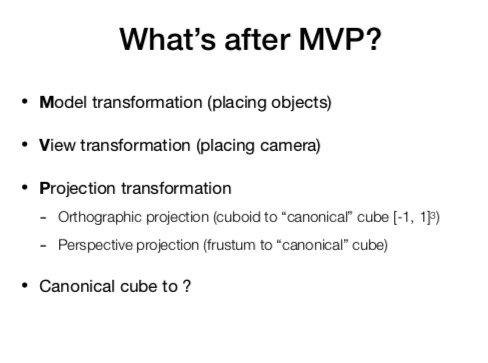 What's after MVP?
• Model transformation (placing objects)
• View transformation (placing camera)
• Projection transformation
- Orthographic projection (cuboid to “canonical” cube [-1, 1]³)
- Perspective projection (frustum to “canonical” cube)
• Canonical cube to ?